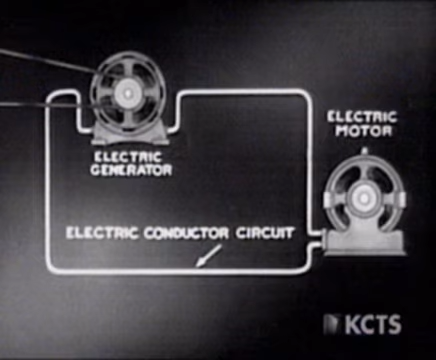 ELECTRIC
MOTOR
ELECTRIC
GENERATOR
ELECTRIC CONDUCTOR CIRCUIT
KCTS